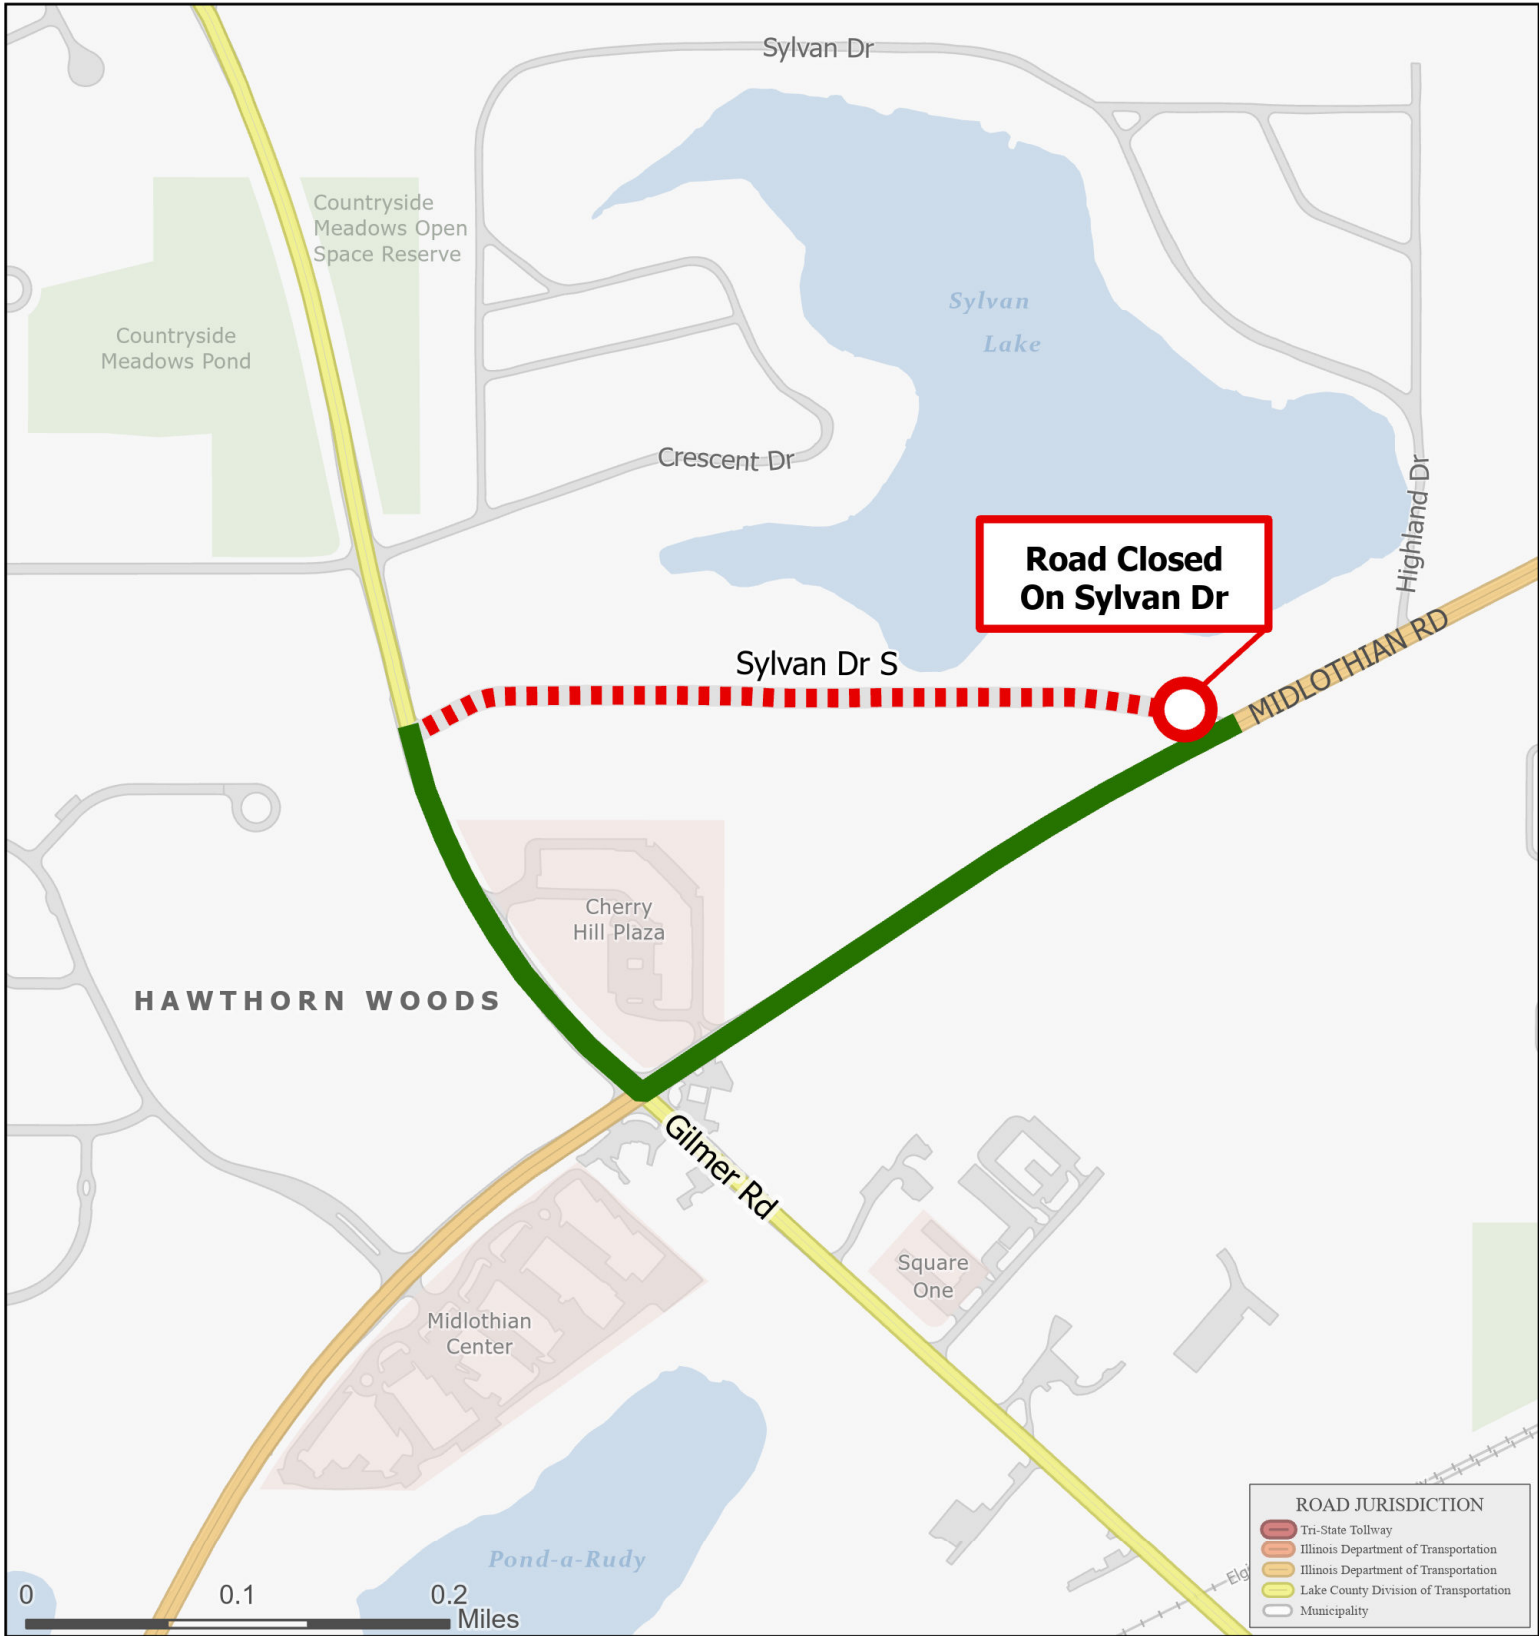 Sylvan Dr
Countryside
Meadows Open
Space Reserve
Countryside
Meadows Pond
Sylvan
Lake
Crescent Dr
Highland Dr
Road Closed
On Sylvan Dr
Sylvan Dr S
MIDLOTHIAN RD
Cherry
Hill Plaza
HAWTHORN WOODS
Gilmer Rd
Square
One
Midlothian
Center
Pond-a-Rudy
0 0.1 0.2
Miles
ROAD JURISDICTION
Tri-State Tollway
Illinois Department of Transportation
Illinois Department of Transportation
Lake County Division of Transportation
Municipality